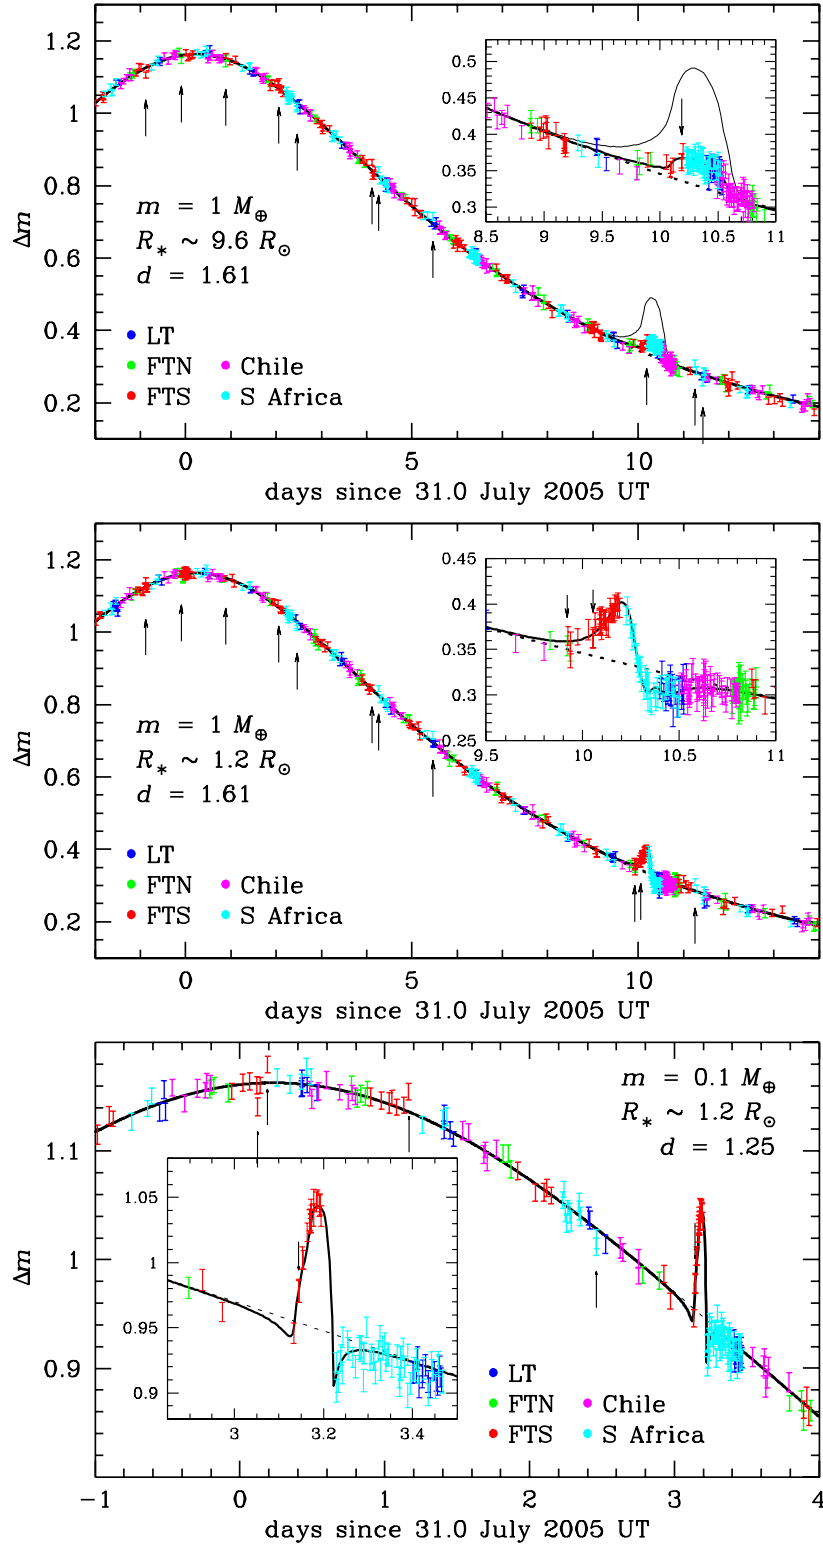 1.2
1
0.8
0.6
0.4
0.2
Δm
0.5
0.45
0.4
0.35
0.3
8.5 9 9.5 10 10.5 11
m = 1 M⊕
R* ~ 9.6 R⊙
d = 1.61
LT
FTN Chile
FTS S Africa
0 5 10
days since 31.0 July 2005 UT
1.2
1
0.8
0.6
0.4
0.2
Δm
0.45
0.4
0.35
0.3
0.25
9.5 10 10.5 11
m = 1 M⊕
R* ~ 1.2 R⊙
d = 1.61
LT
FTN Chile
FTS S Africa
0 5 10
days since 31.0 July 2005 UT
1.1
1
0.9
Δm
m = 0.1 M⊕
R* ~ 1.2 R⊙
d = 1.25
1.05
1
0.95
0.9
3 3.2 3.4
LT
FTN Chile
FTS S Africa
−1 0 1 2 3 4
days since 31.0 July 2005 UT